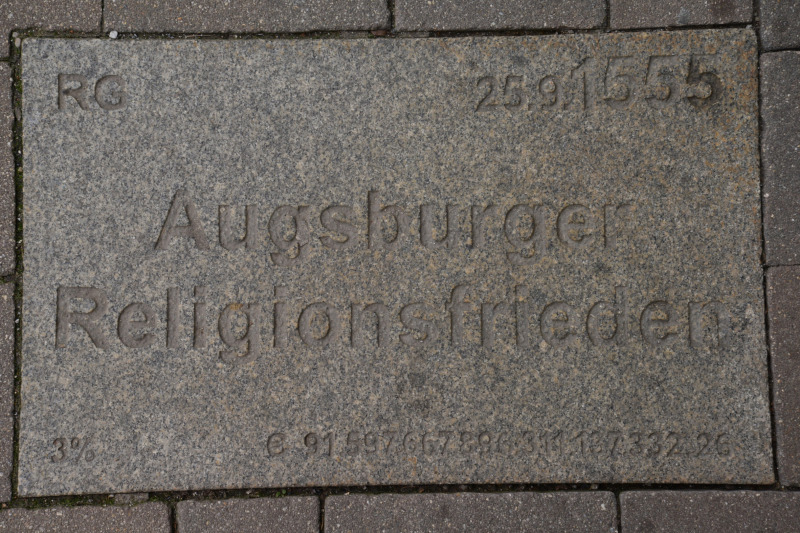 RG 25.9.1555
Augsburger
Religionsfrieden
3%